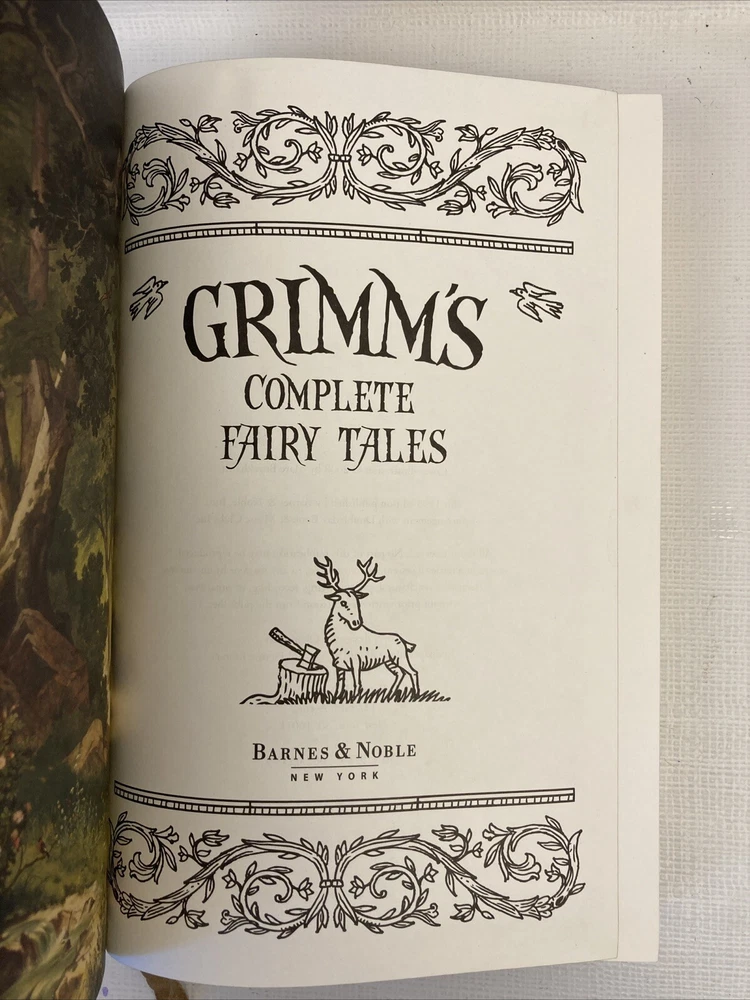 GRIMM'S
COMPLETE
FAIRY TALES
BARNES & NOBLE
NEW YORK